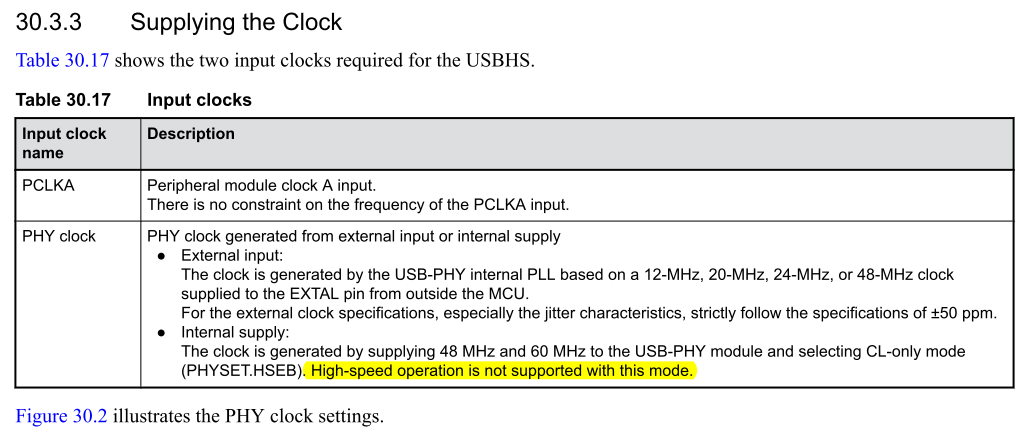 30.3.3 Supplying the Clock
Table 30.17 shows the two input clocks required for the USBHS.
Table 30.17 Input clocks
Input clock
name
Description
PCLKA
Peripheral module clock A input.
There is no constraint on the frequency of the PCLKA input.
PHY clock
PHY clock generated from external input or internal supply
● External input:
The clock is generated by the USB-PHY internal PLL based on a 12-MHz, 20-MHz, 24-MHz, or 48-MHz clock
supplied to the EXTAL pin from outside the MCU.
For the external clock specifications, especially the jitter characteristics, strictly follow the specifications of ±50 ppm.
● Internal supply:
The clock is generated by supplying 48 MHz and 60 MHz to the USB-PHY module and selecting CL-only mode
(PHYSET.HSEB). High-speed operation is not supported with this mode.
Figure 30.2 illustrates the PHY clock settings.